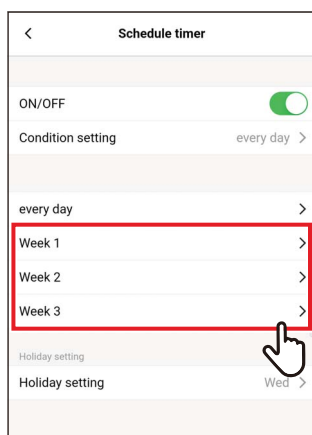 Schedule timer
ON/OFF
Condition setting every day
every day
Week 1
Week 2
Week 3
Holiday setting
Holiday setting Wed